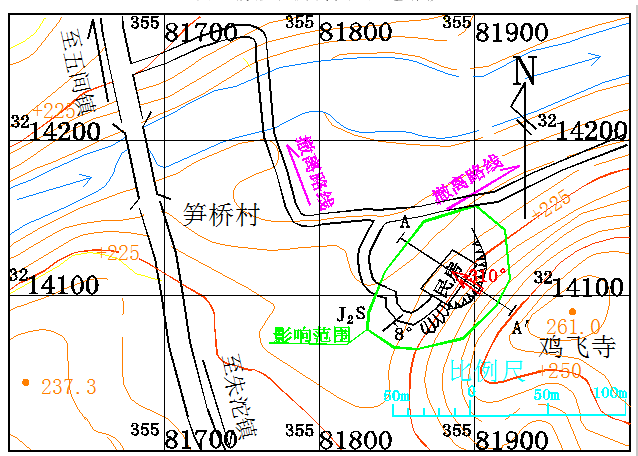 355 81700 355 81800 355 81900
至五间镇
N
+225
32 14200 32 14200
撤离路线 撤离路线
笋桥村
A
+225
+225
民房 310°
32 14100 32 14100
J2S
8°
A′
影响范围
261.0
鸡飞寺
+250
至朱沱镇
比例尺
237.3
50m 0 50m 100m
355 81700 355 81800 355 81900